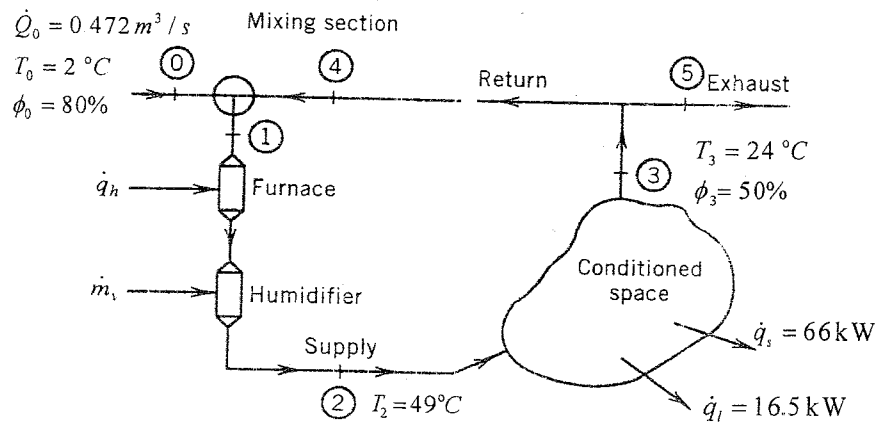 Q̇₀ = 0.472 m³/s
Mixing section
T₀ = 2 °C
⓪
④
⑤
Return
Exhaust
ϕ₀ = 80%
①
T₃ = 24 °C
③
ϕ₃ = 50%
q̇ₕ
Furnace
Conditioned
space
ṁᵥ
Humidifier
Supply
q̇ₛ = 66 kW
②
T₂ = 49°C
q̇ₗ = 16.5 kW